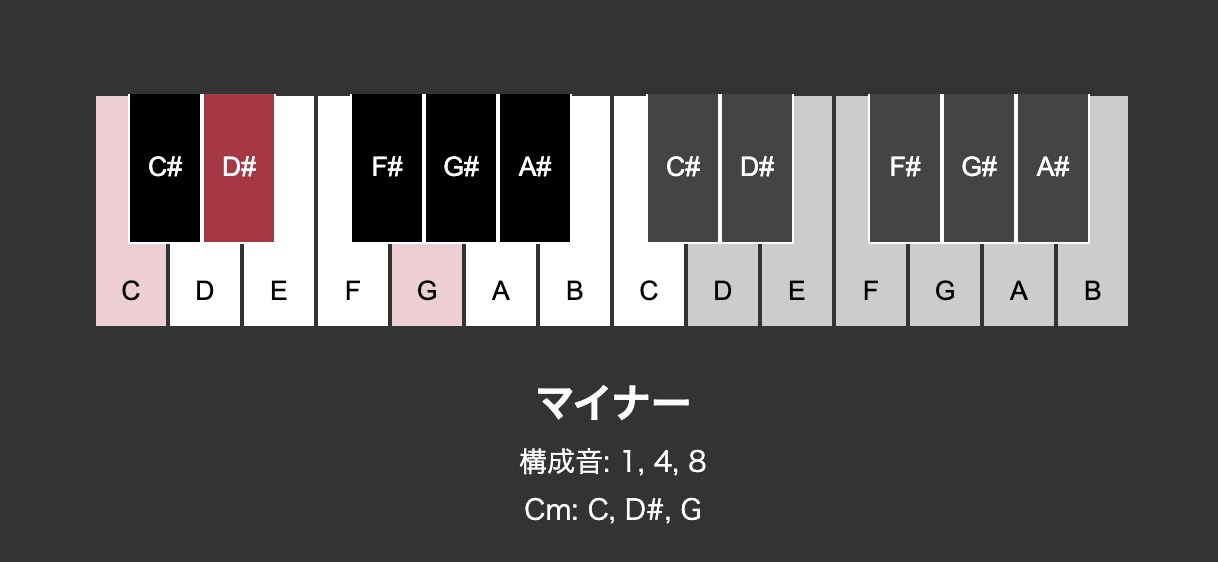 C# D# F# G# A# C# D# F# G# A#
C D E F G A B C D E F G A B
マイナー
構成音: 1, 4, 8
Cm: C, D#, G